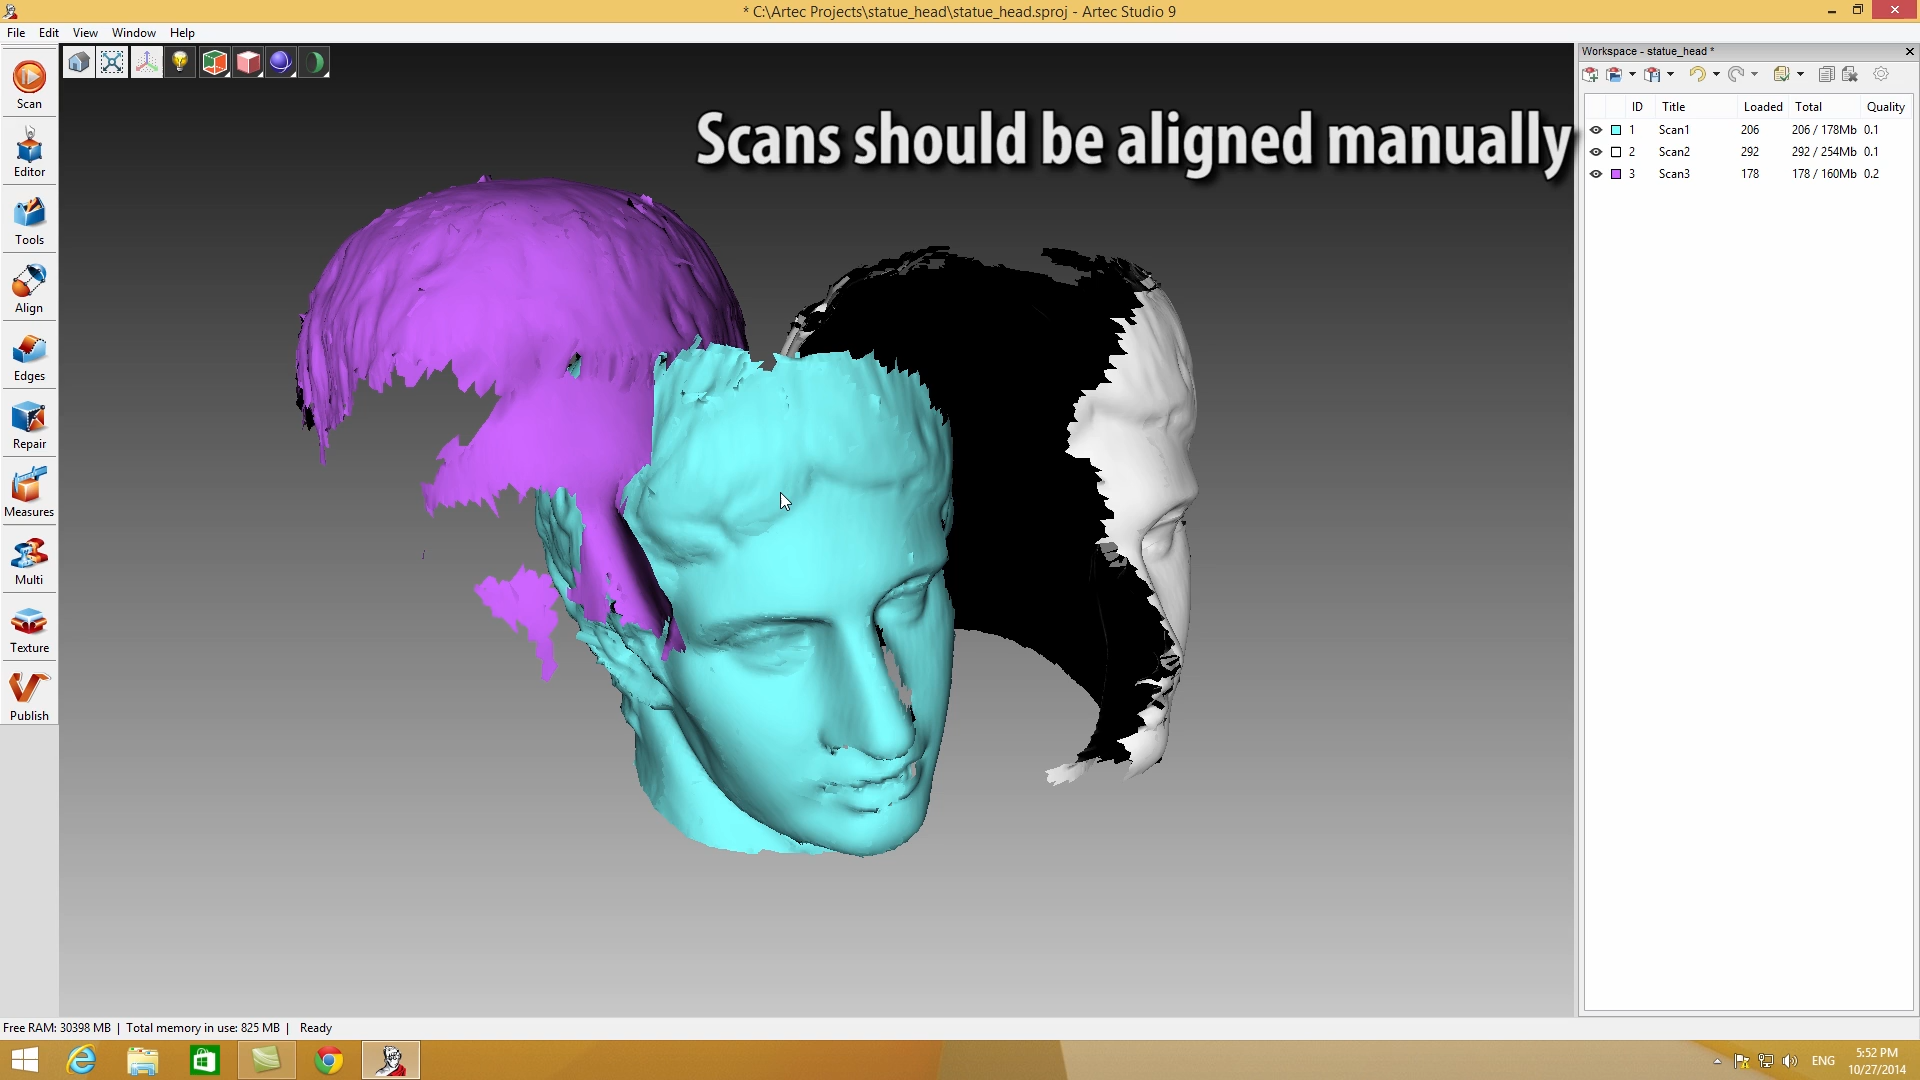 * C:\Artec Projects\statue_head\statue_head.sproj - Artec Studio 9
File Edit View Window Help
Workspace - statue_head *
Scan
Editor
Tools
Align
Edges
Repair
Measures
Multi
Texture
Publish
Scans should be aligned manually
ID Title Loaded Total Quality
1 Scan1 206 206 / 178Mb 0.1
2 Scan2 292 292 / 254Mb 0.1
3 Scan3 178 178 / 160Mb 0.2
Free RAM: 30398 MB | Total memory in use: 825 MB | Ready
ENG
5:52 PM
10/27/2014